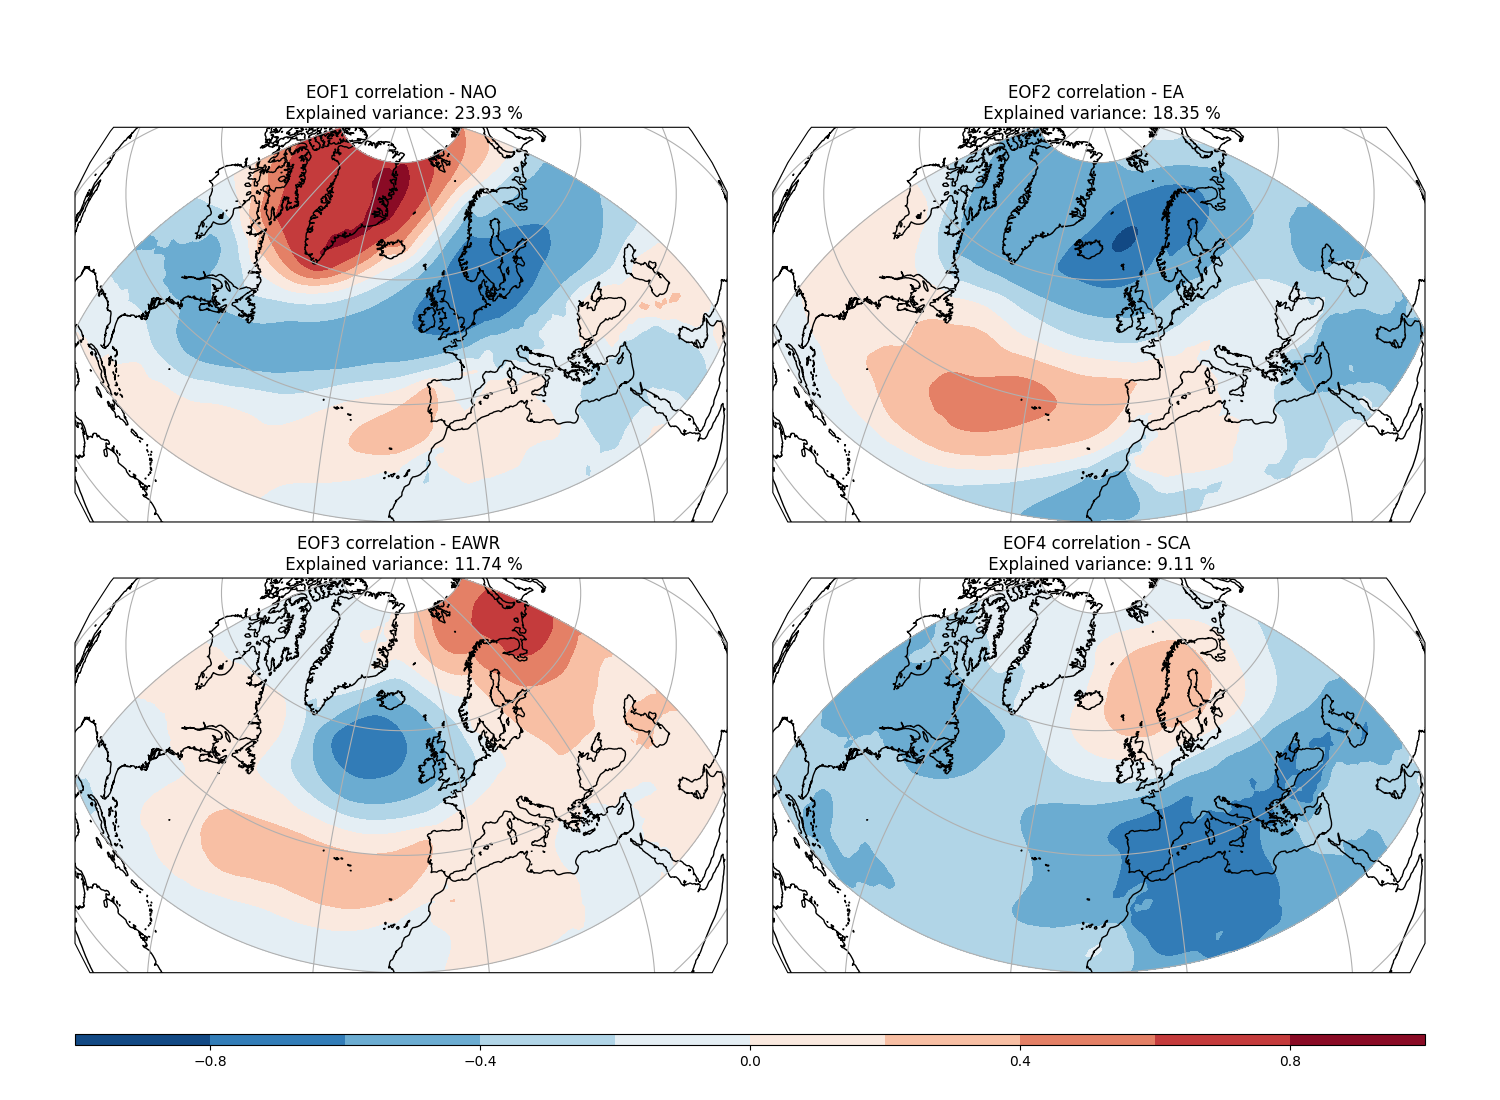 EOF1 correlation - NAO
Explained variance: 23.93 %
EOF2 correlation - EA
Explained variance: 18.35 %
EOF3 correlation - EAWR
Explained variance: 11.74 %
EOF4 correlation - SCA
Explained variance: 9.11 %
−0.8 −0.4 0.0 0.4 0.8